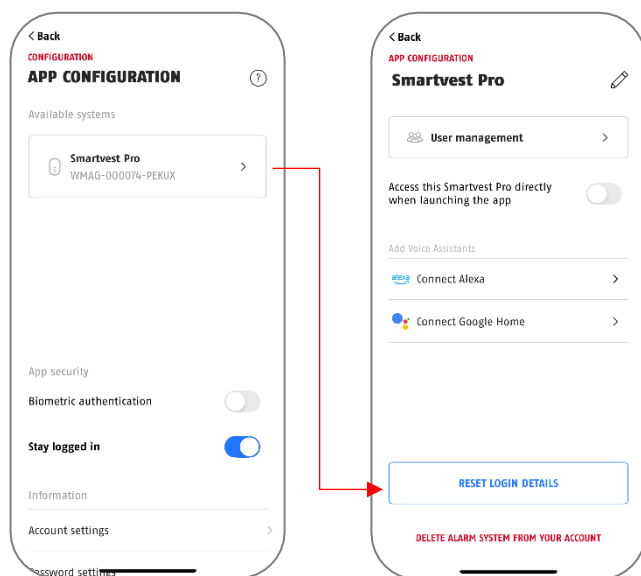 < Back
CONFIGURATION
APP CONFIGURATION
?
Available systems
Smartvest Pro
WMAG-000074-PEKUX
App security
Biometric authentication
Stay logged in
Information
Account settings
Password settings
< Back
APP CONFIGURATION
Smartvest Pro
User management
Access this Smartvest Pro directly
when launching the app
Add Voice Assistants
alexa Connect Alexa
Connect Google Home
RESET LOGIN DETAILS
DELETE ALARM SYSTEM FROM YOUR ACCOUNT